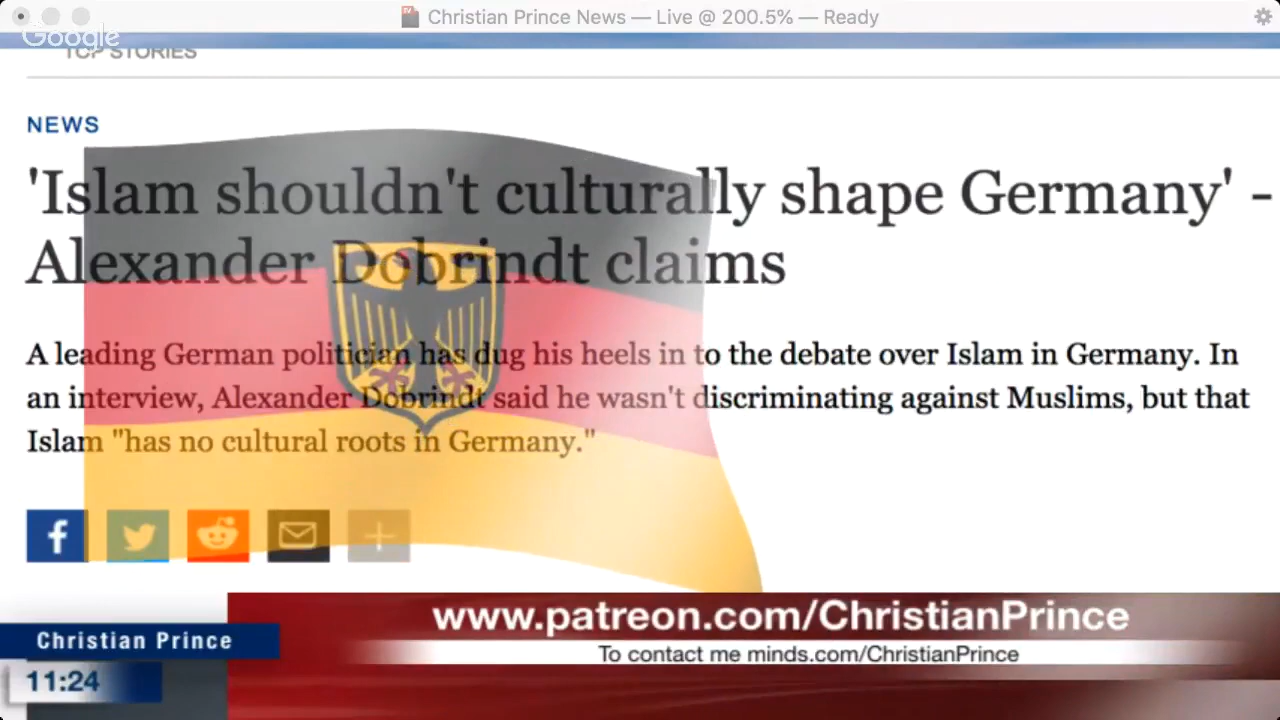 Christian Prince News — Live @ 200.5% — Ready
Google
TOP STORIES
NEWS
'Islam shouldn't culturally shape Germany' -
Alexander Dobrindt claims
A leading German politician has dug his heels in to the debate over Islam in Germany. In
an interview, Alexander Dobrindt said he wasn't discriminating against Muslims, but that
Islam "has no cultural roots in Germany."
www.patreon.com/ChristianPrince
Christian Prince
To contact me minds.com/ChristianPrince
11:24